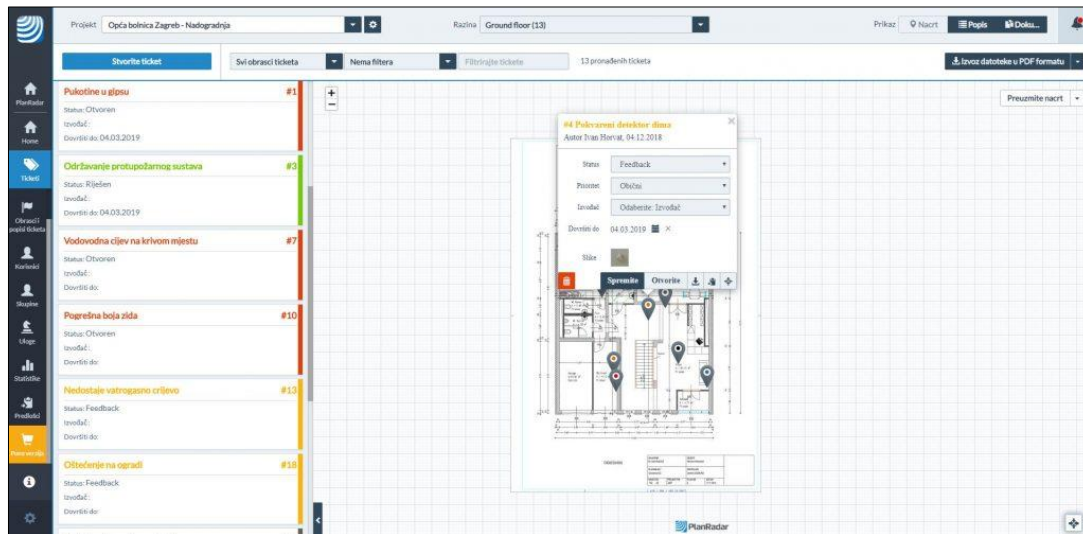 Projekt Opća bolnica Zagreb - Nadogradnja
Razina Ground floor (13)
Prikaz Nacrt Popis Doku...
Stvorite ticket
Svi obrasci ticketa
Nema filtera
Filtrirajte tickete
13 pronađenih ticketa
Izvoz datoteke u PDF formatu
PlanRadar
Home
Ticketi
Obrasci i
popisi ticketa
Korisnici
Skupine
Uloge
Statistike
Predlošci
Puna verzija
Pukotine u gipsu #1
Status: Otvoren
Izvođač:
Dovršiti do: 04.03.2019
Održavanje protupožarnog sustava #3
Status: Riješen
Izvođač:
Dovršiti do: 04.03.2019
Vodovodna cijev na krivom mjestu #7
Status: Otvoren
Izvođač:
Dovršiti do:
Pogrešna boja zida #10
Status: Otvoren
Izvođač:
Dovršiti do:
Nedostaje vatrogasno crijevo #13
Status: Feedback
Izvođač:
Dovršiti do:
Oštećenje na ogradi #18
Status: Feedback
Izvođač:
Dovršiti do:
+
−
Preuzmite nacrt
#4 Pokvareni detektor dima
Autor Ivan Horvat, 04.12.2018
Status Feedback
Prioritet Obični
Izvođač Odaberite: Izvođač
Dovršiti do 04.03.2019
Slike
Spremite Otvorite
PlanRadar